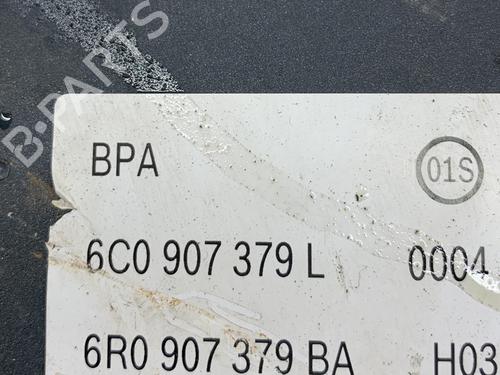 B-PARTS
BPA 01S
6C0 907 379 L 0004
6R0 907 379 BA H03